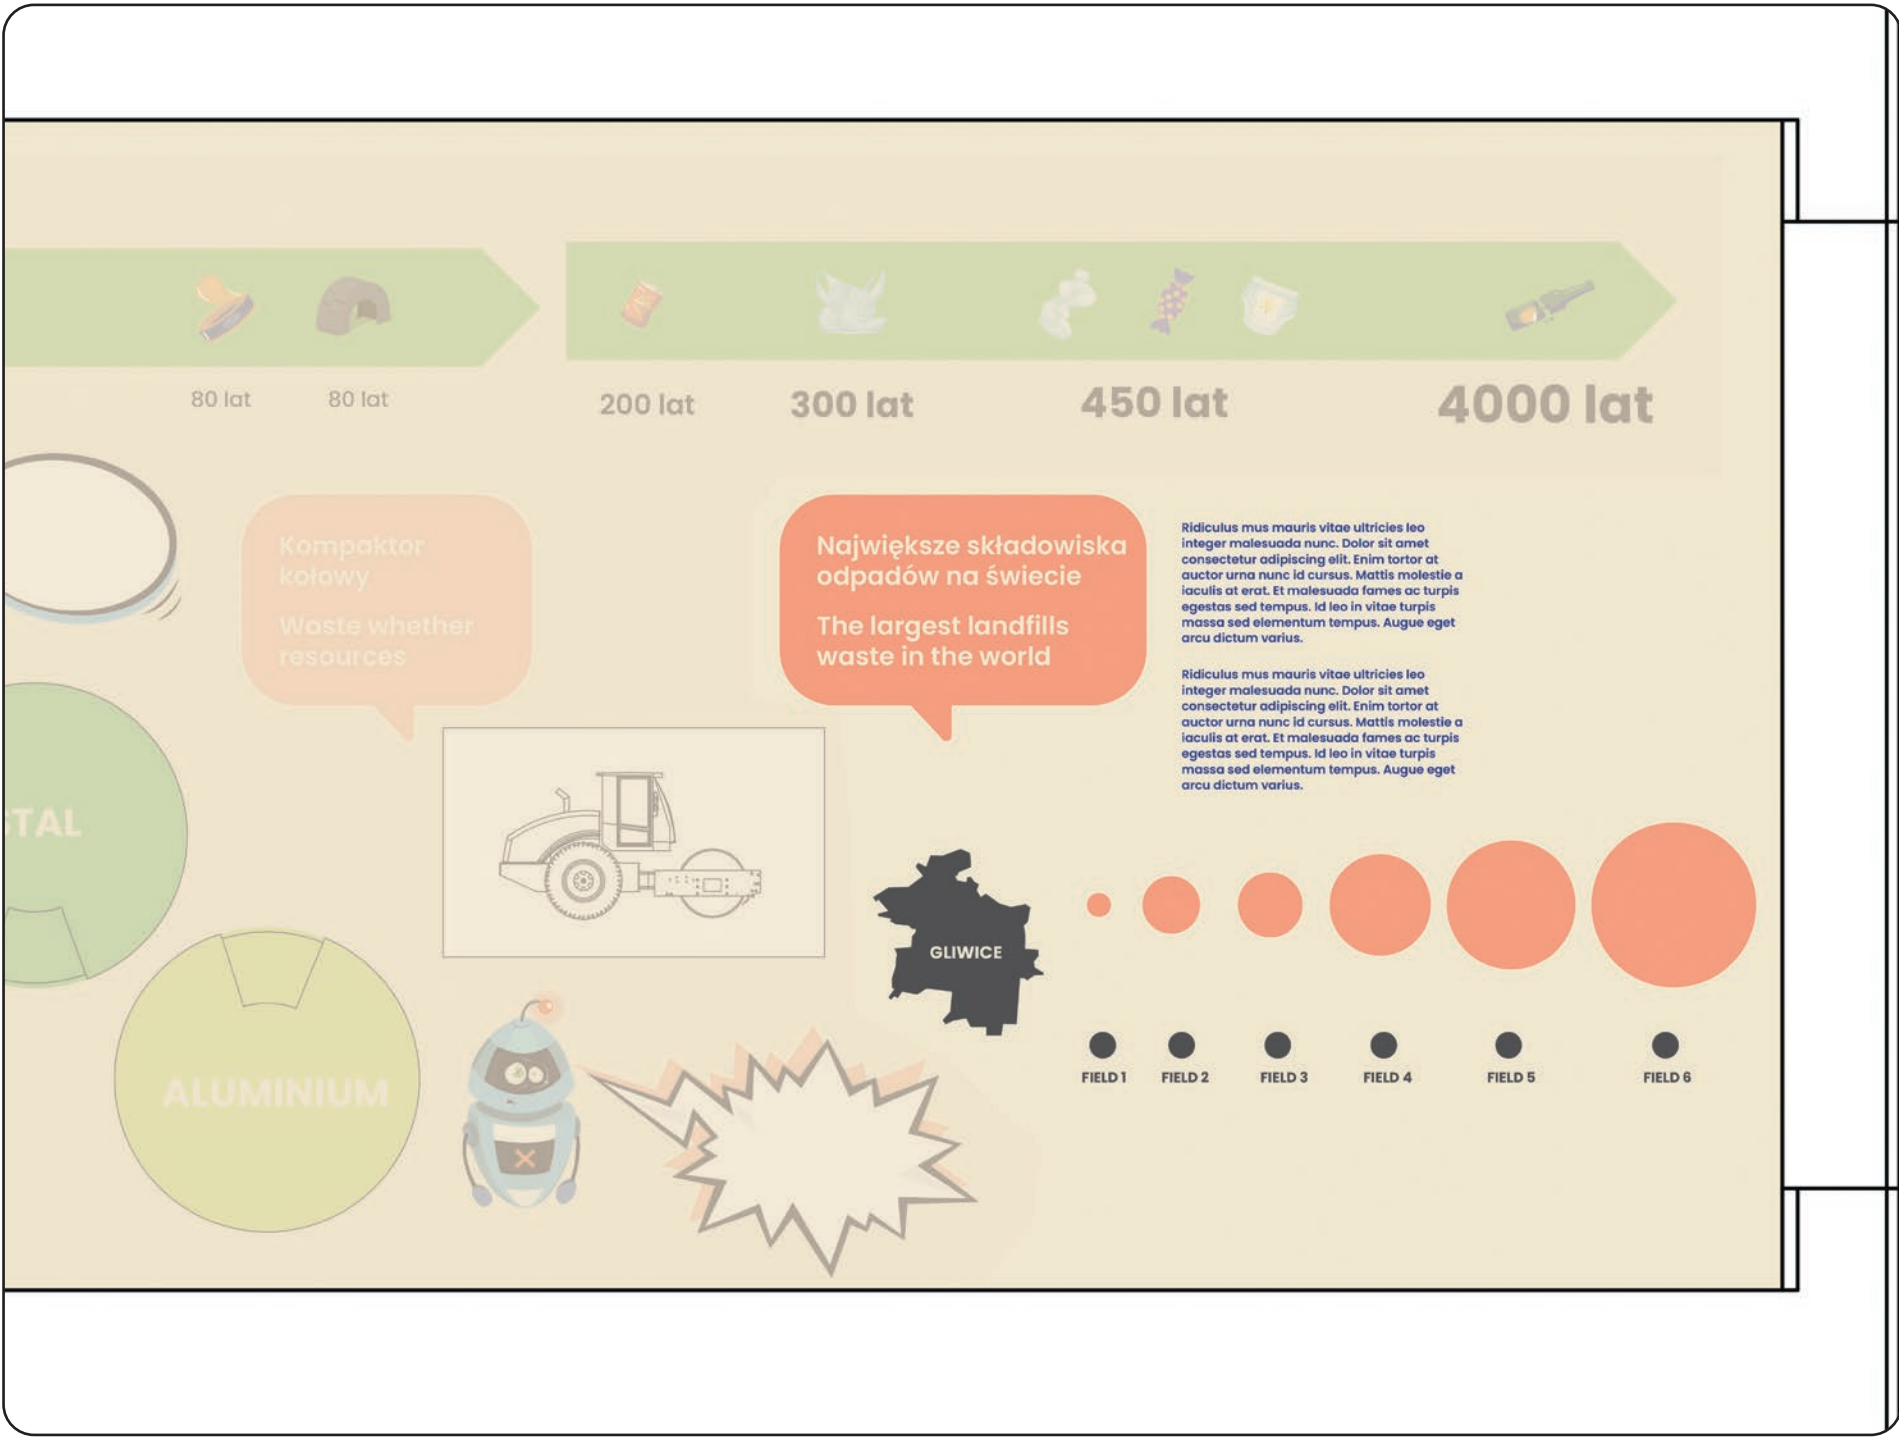 80 lat
80 lat
200 lat
300 lat
450 lat
4000 lat
Kompaktor
kołowy
Waste whether
resources
Największe składowiska
odpadów na świecie
The largest landfills
waste in the world
Ridiculus mus mauris vitae ultricies leo
integer malesuada nunc. Dolor sit amet
consectetur adipiscing elit. Enim tortor at
auctor urna nunc id cursus. Mattis molestie a
iaculis at erat. Et malesuada fames ac turpis
egestas sed tempus. Id leo in vitae turpis
massa sed elementum tempus. Augue eget
arcu dictum varius.
Ridiculus mus mauris vitae ultricies leo
integer malesuada nunc. Dolor sit amet
consectetur adipiscing elit. Enim tortor at
auctor urna nunc id cursus. Mattis molestie a
iaculis at erat. Et malesuada fames ac turpis
egestas sed tempus. Id leo in vitae turpis
massa sed elementum tempus. Augue eget
arcu dictum varius.
STAL
GLIWICE
ALUMINIUM
FIELD 1
FIELD 2
FIELD 3
FIELD 4
FIELD 5
FIELD 6